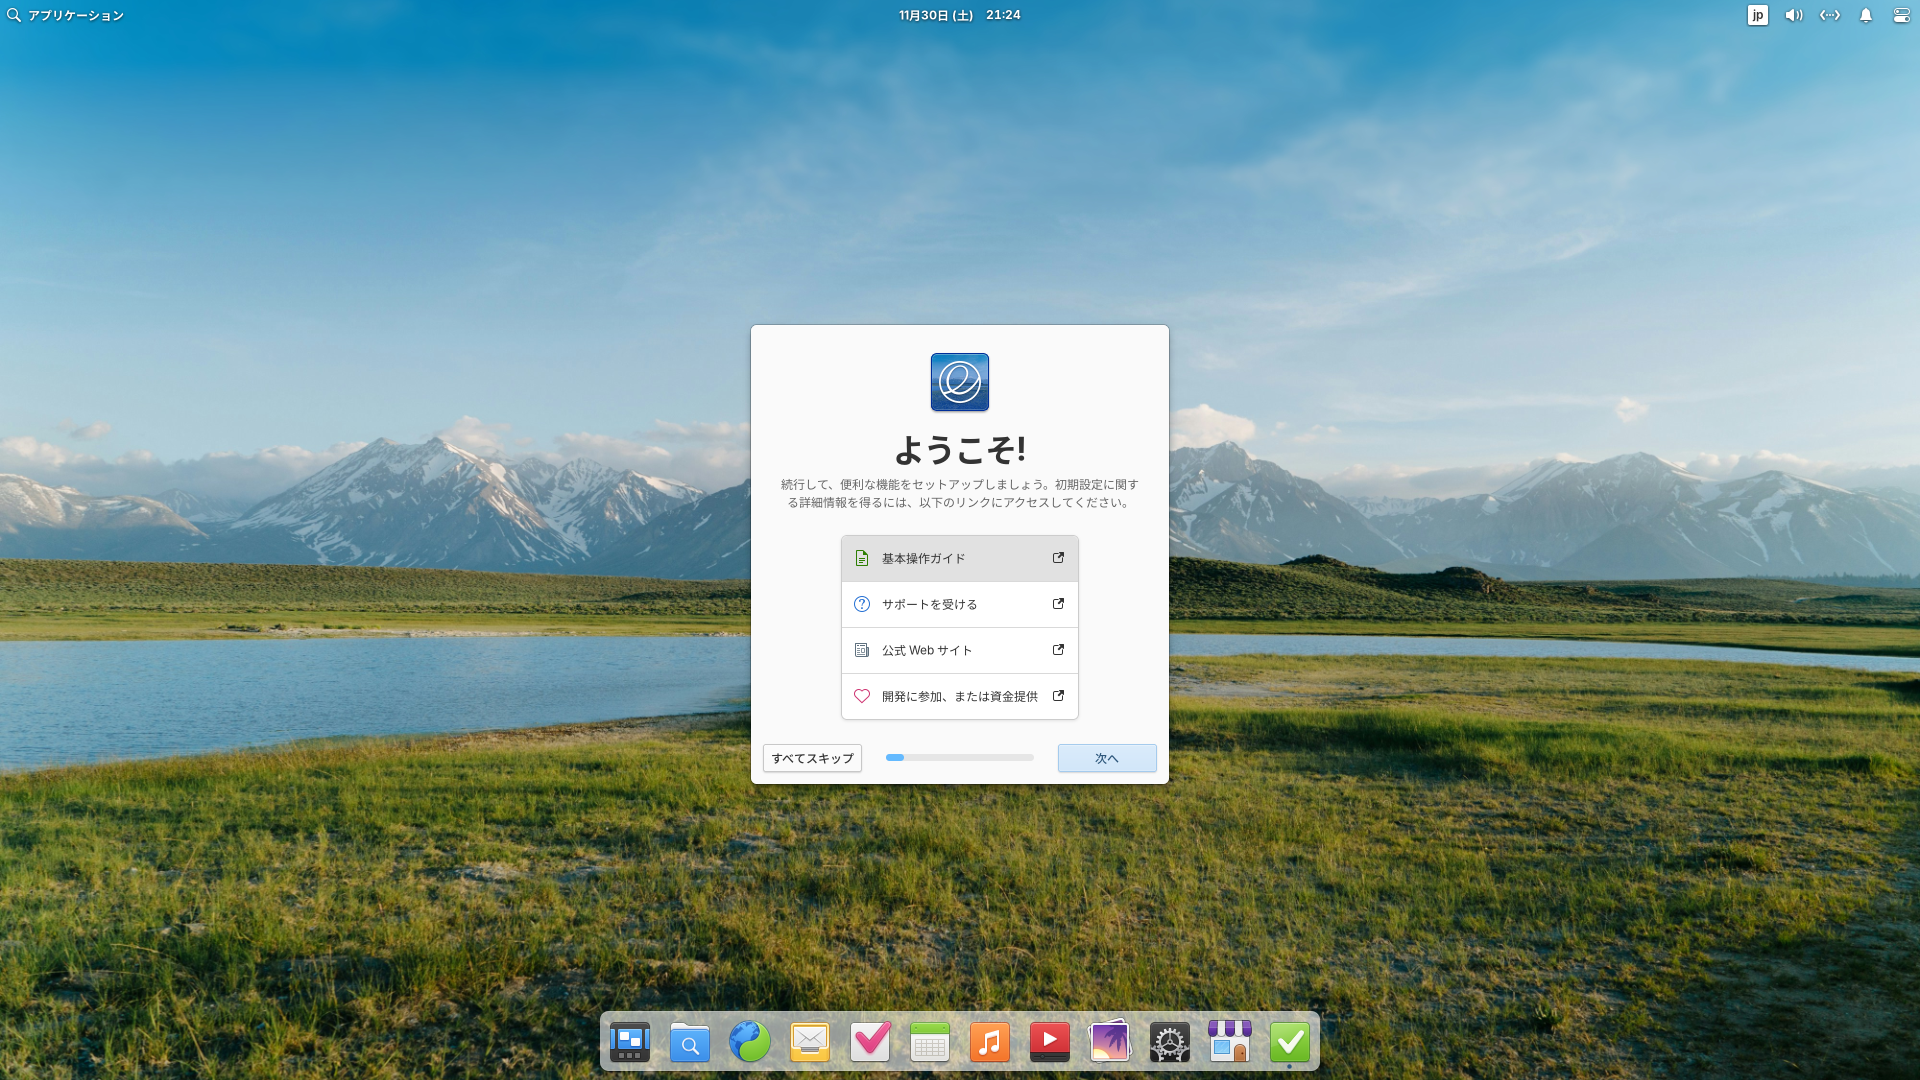 アプリケーション
11月30日 (土) 21:24
jp
ようこそ!
続行して、便利な機能をセットアップしましょう。初期設定に関す
る詳細情報を得るには、以下のリンクにアクセスしてください。
基本操作ガイド
サポートを受ける
公式 Web サイト
開発に参加、または資金提供
すべてスキップ
次へ